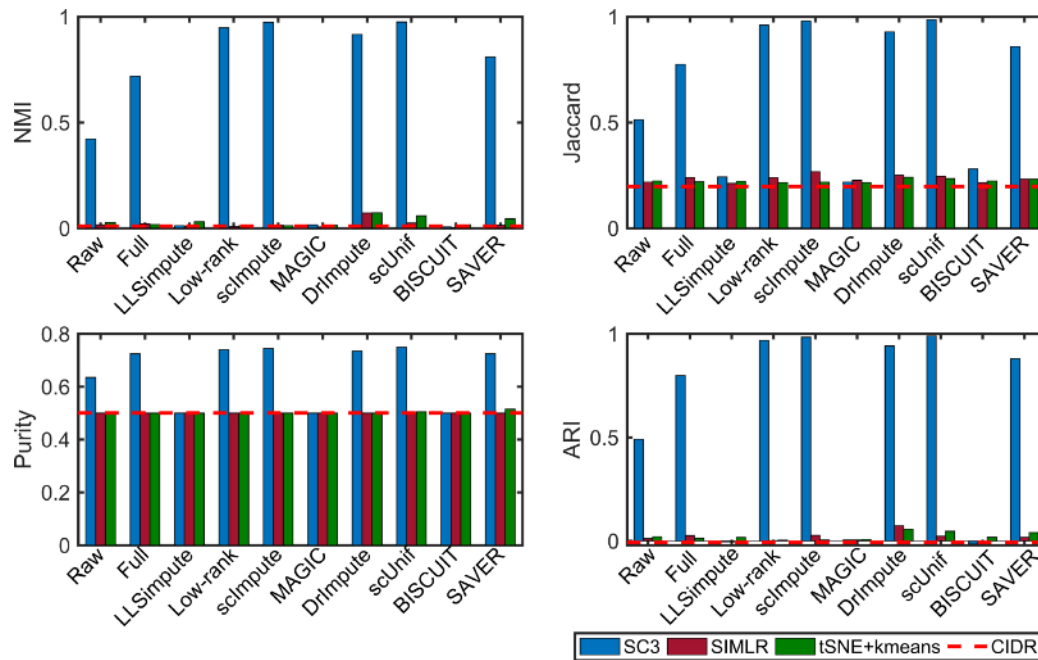 NMI
1
0.5
0
Raw
Full
LLSimpute
Low-rank
scImpute
MAGIC
DrImpute
scUnif
BISCUIT
SAVER
Jaccard
1
0.5
0
Raw
Full
LLSimpute
Low-rank
scImpute
MAGIC
DrImpute
scUnif
BISCUIT
SAVER
Purity
0.8
0.6
0.4
0.2
0
Raw
Full
LLSimpute
Low-rank
scImpute
MAGIC
DrImpute
scUnif
BISCUIT
SAVER
ARI
1
0.5
0
Raw
Full
LLSimpute
Low-rank
scImpute
MAGIC
DrImpute
scUnif
BISCUIT
SAVER
SC3 SIMLR tSNE+kmeans CIDR